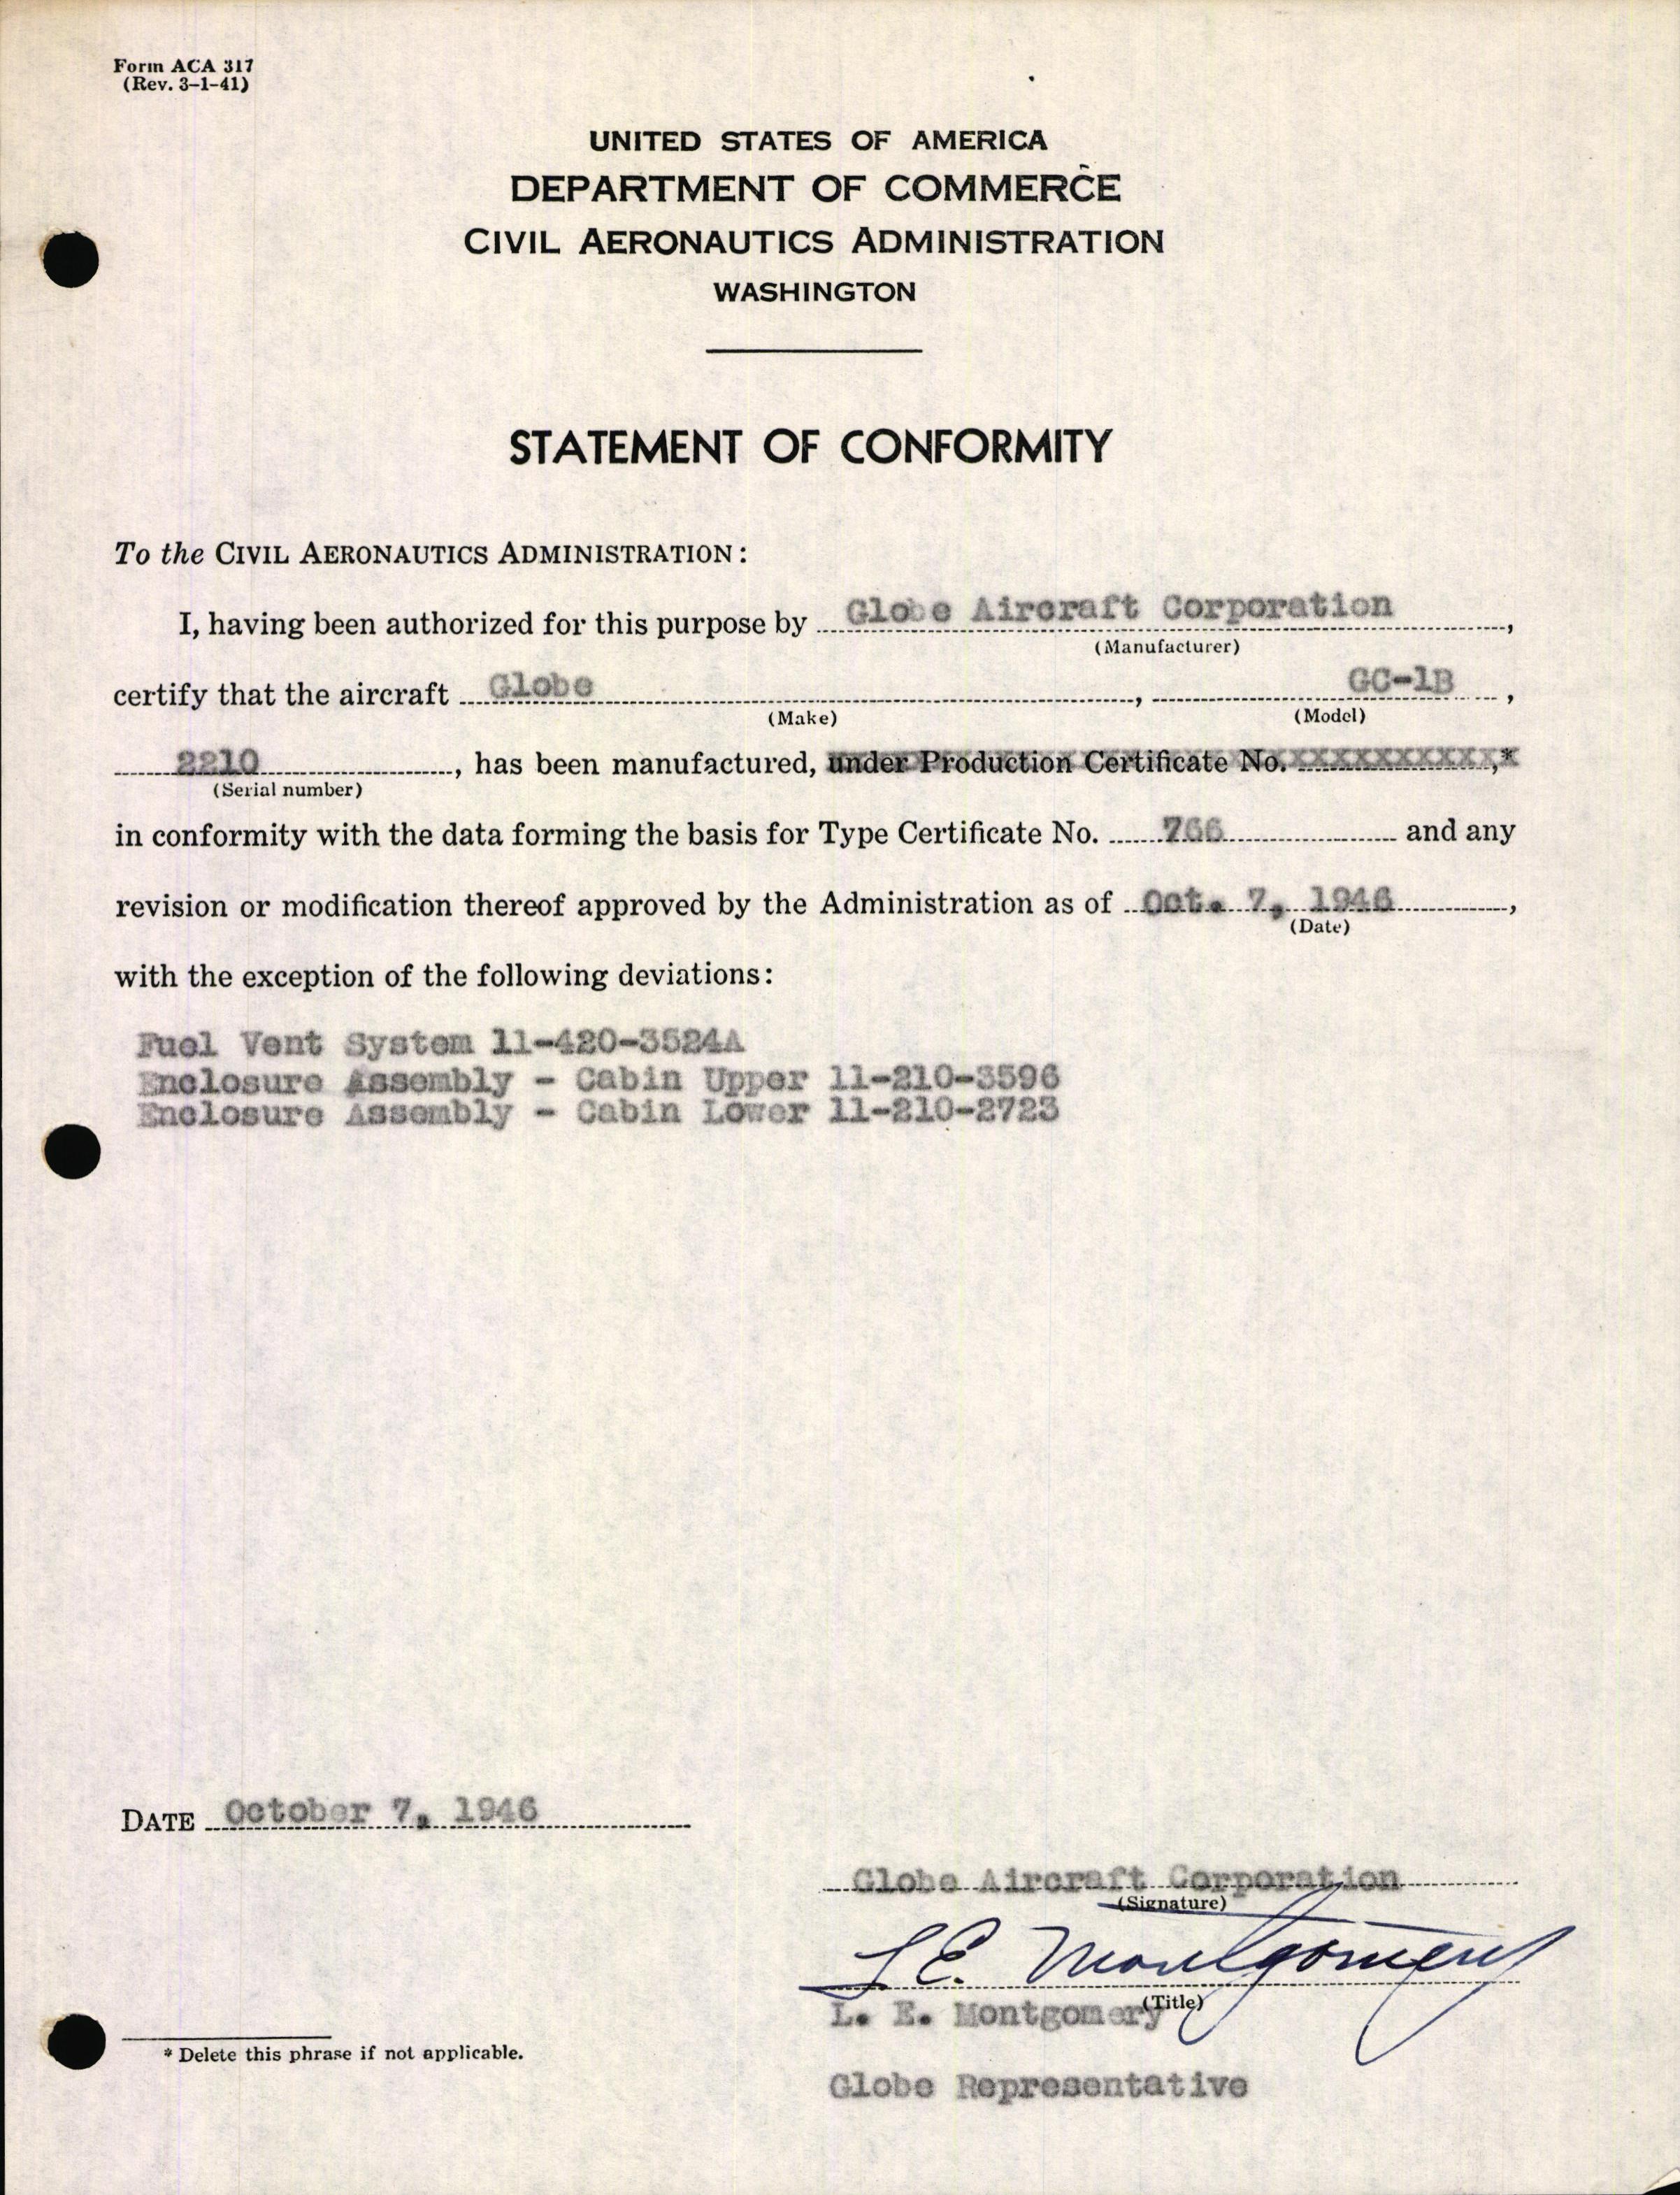 Form ACA 317
(Rev. 3-1-41)
UNITED STATES OF AMERICA
DEPARTMENT OF COMMERCE
CIVIL AERONAUTICS ADMINISTRATION
WASHINGTON
STATEMENT OF CONFORMITY
To the CIVIL AERONAUTICS ADMINISTRATION:
I, having been authorized for this purpose by Globe Aircraft Corporation,
(Manufacturer)
certify that the aircraft Globe, GC-1B,
(Make) (Model)
2210, has been manufactured, under Production Certificate No. XXXXXXXXXXX,*
(Serial number)
in conformity with the data forming the basis for Type Certificate No. 766 and any
revision or modification thereof approved by the Administration as of Oct. 7, 1946,
(Date)
with the exception of the following deviations:
Fuel Vent System 11-420-3524A
Enclosure Assembly - Cabin Upper 11-210-3596
Enclosure Assembly - Cabin Lower 11-210-2723
DATE October 7, 1946
Globe Aircraft Corporation
(Signature)
L E. Montgomery
(Title)
L. E. Montgomery
* Delete this phrase if not applicable.
Globe Representative